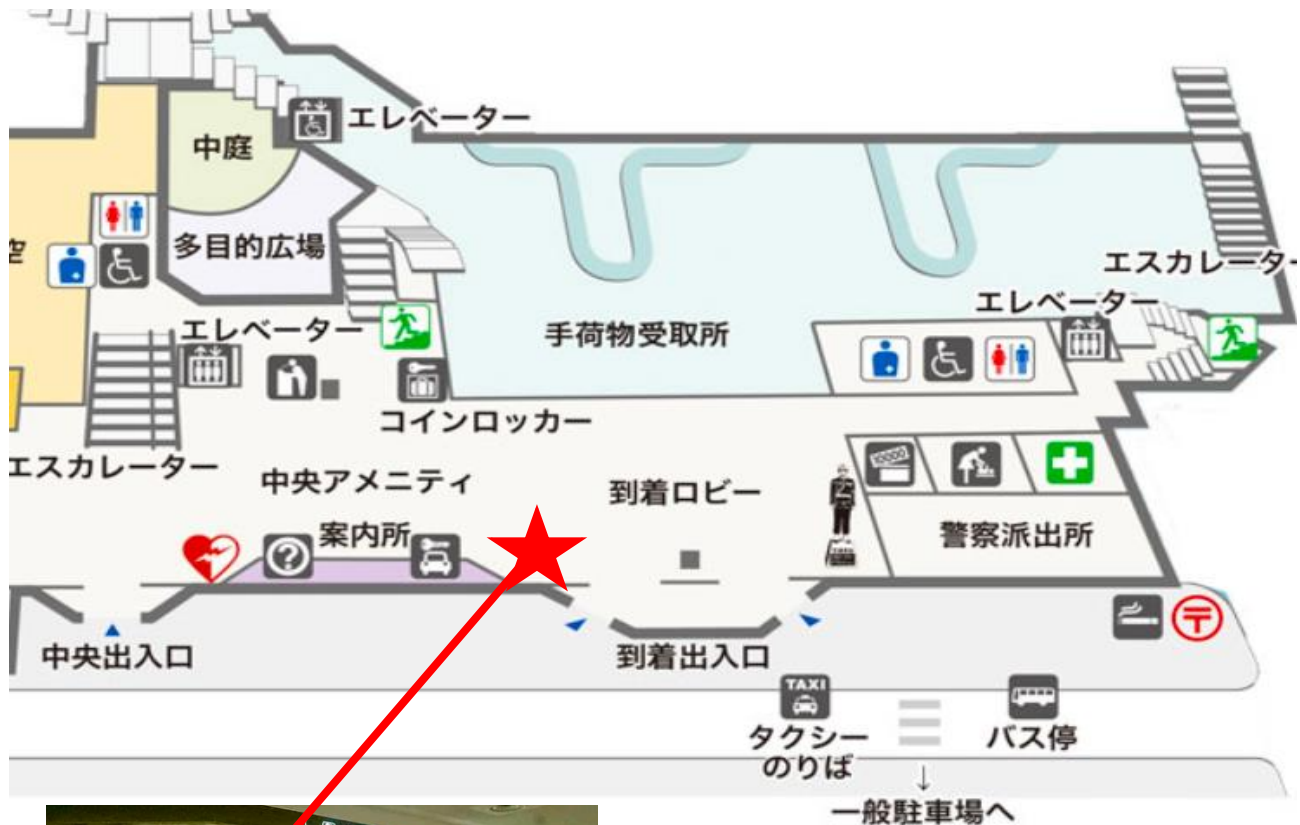 エレベーター
中庭
多目的広場
空
エスカレーター
エレベーター
エレベーター
手荷物受取所
コインロッカー
エスカレーター
中央アメニティ
到着ロビー
10000
案内所
?
警察派出所
中央出入口
到着出入口
〒
TAXI
タクシー
のりば
バス停
↓
一般駐車場へ